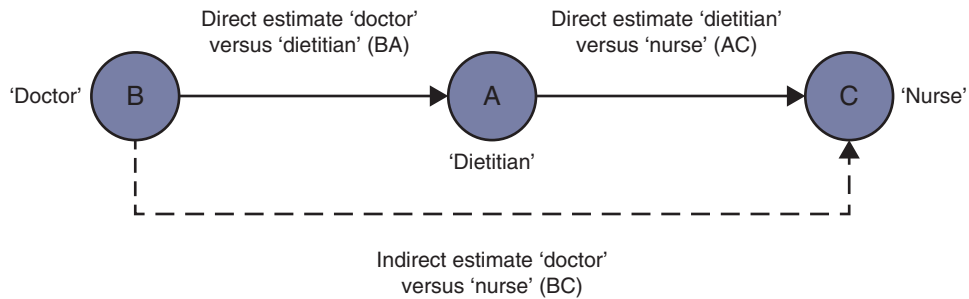 Direct estimate ‘doctor’
versus ‘dietitian’ (BA)
Direct estimate ‘dietitian’
versus ‘nurse’ (AC)
‘Doctor’
B
A
C
‘Nurse’
‘Dietitian’
Indirect estimate ‘doctor’
versus ‘nurse’ (BC)